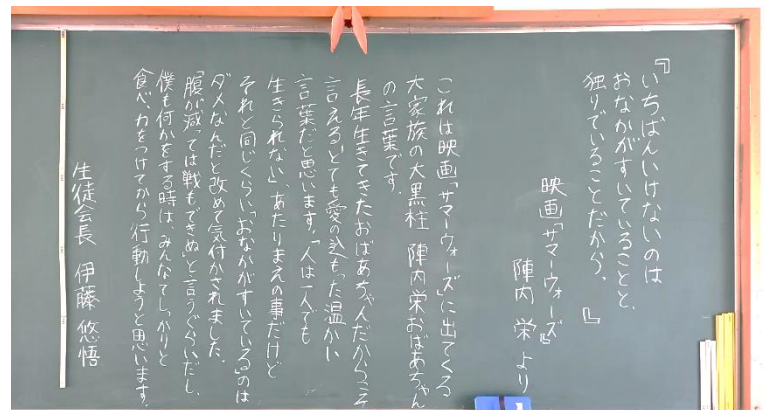 『いちばんいけないのは
おなかがすいていることと、
独りでいることだから。』
映画『サマーウォーズ』
陣内 栄より
これは映画「サマーウォーズ」に出てくる
大家族の大黒柱 陣内栄おばあちゃん
の言葉です。
長年生きてきたおばあちゃんだからこそ
言える、とても愛の込もった温かい
言葉だと思います。「人は一人でも
生きられない」、あたりまえの事だけど
それと同じくらい「おなかがすいている」のは
ダメなんだと改めて気付かされました。
「腹が減っては戦もできぬ」と言うぐらいだし、
僕も何かをする時は、みんなでしっかりと
食べ、力をつけてから行動しようと思います。
生徒会長 伊藤 悠悟